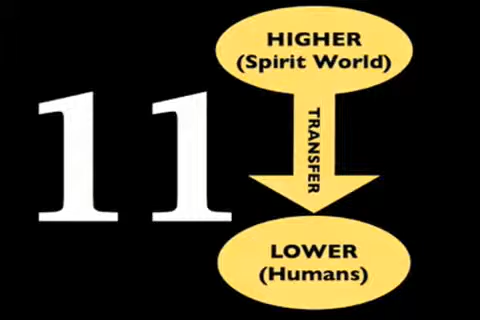 11
HIGHER
(Spirit World)
TRANSFER
LOWER
(Humans)